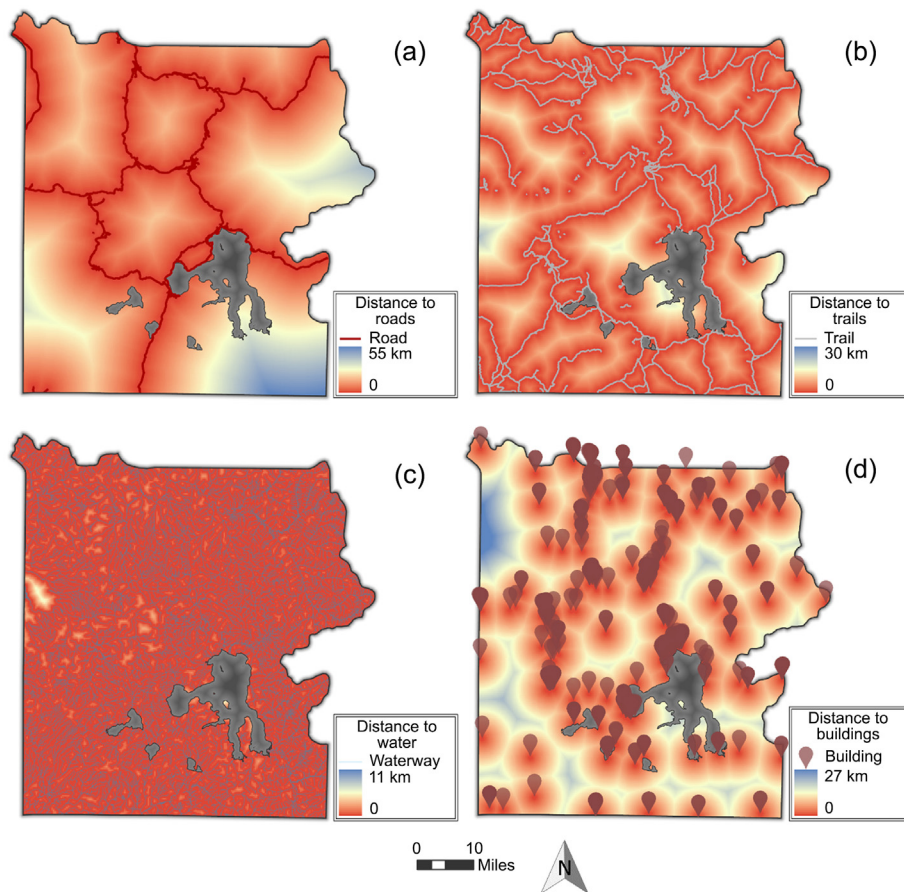 (a)
Distance to
roads
Road
55 km
0
(b)
Distance to
trails
Trail
30 km
0
(c)
Distance to
water
Waterway
11 km
0
(d)
Distance to
buildings
Building
27 km
0
0 10
Miles
N